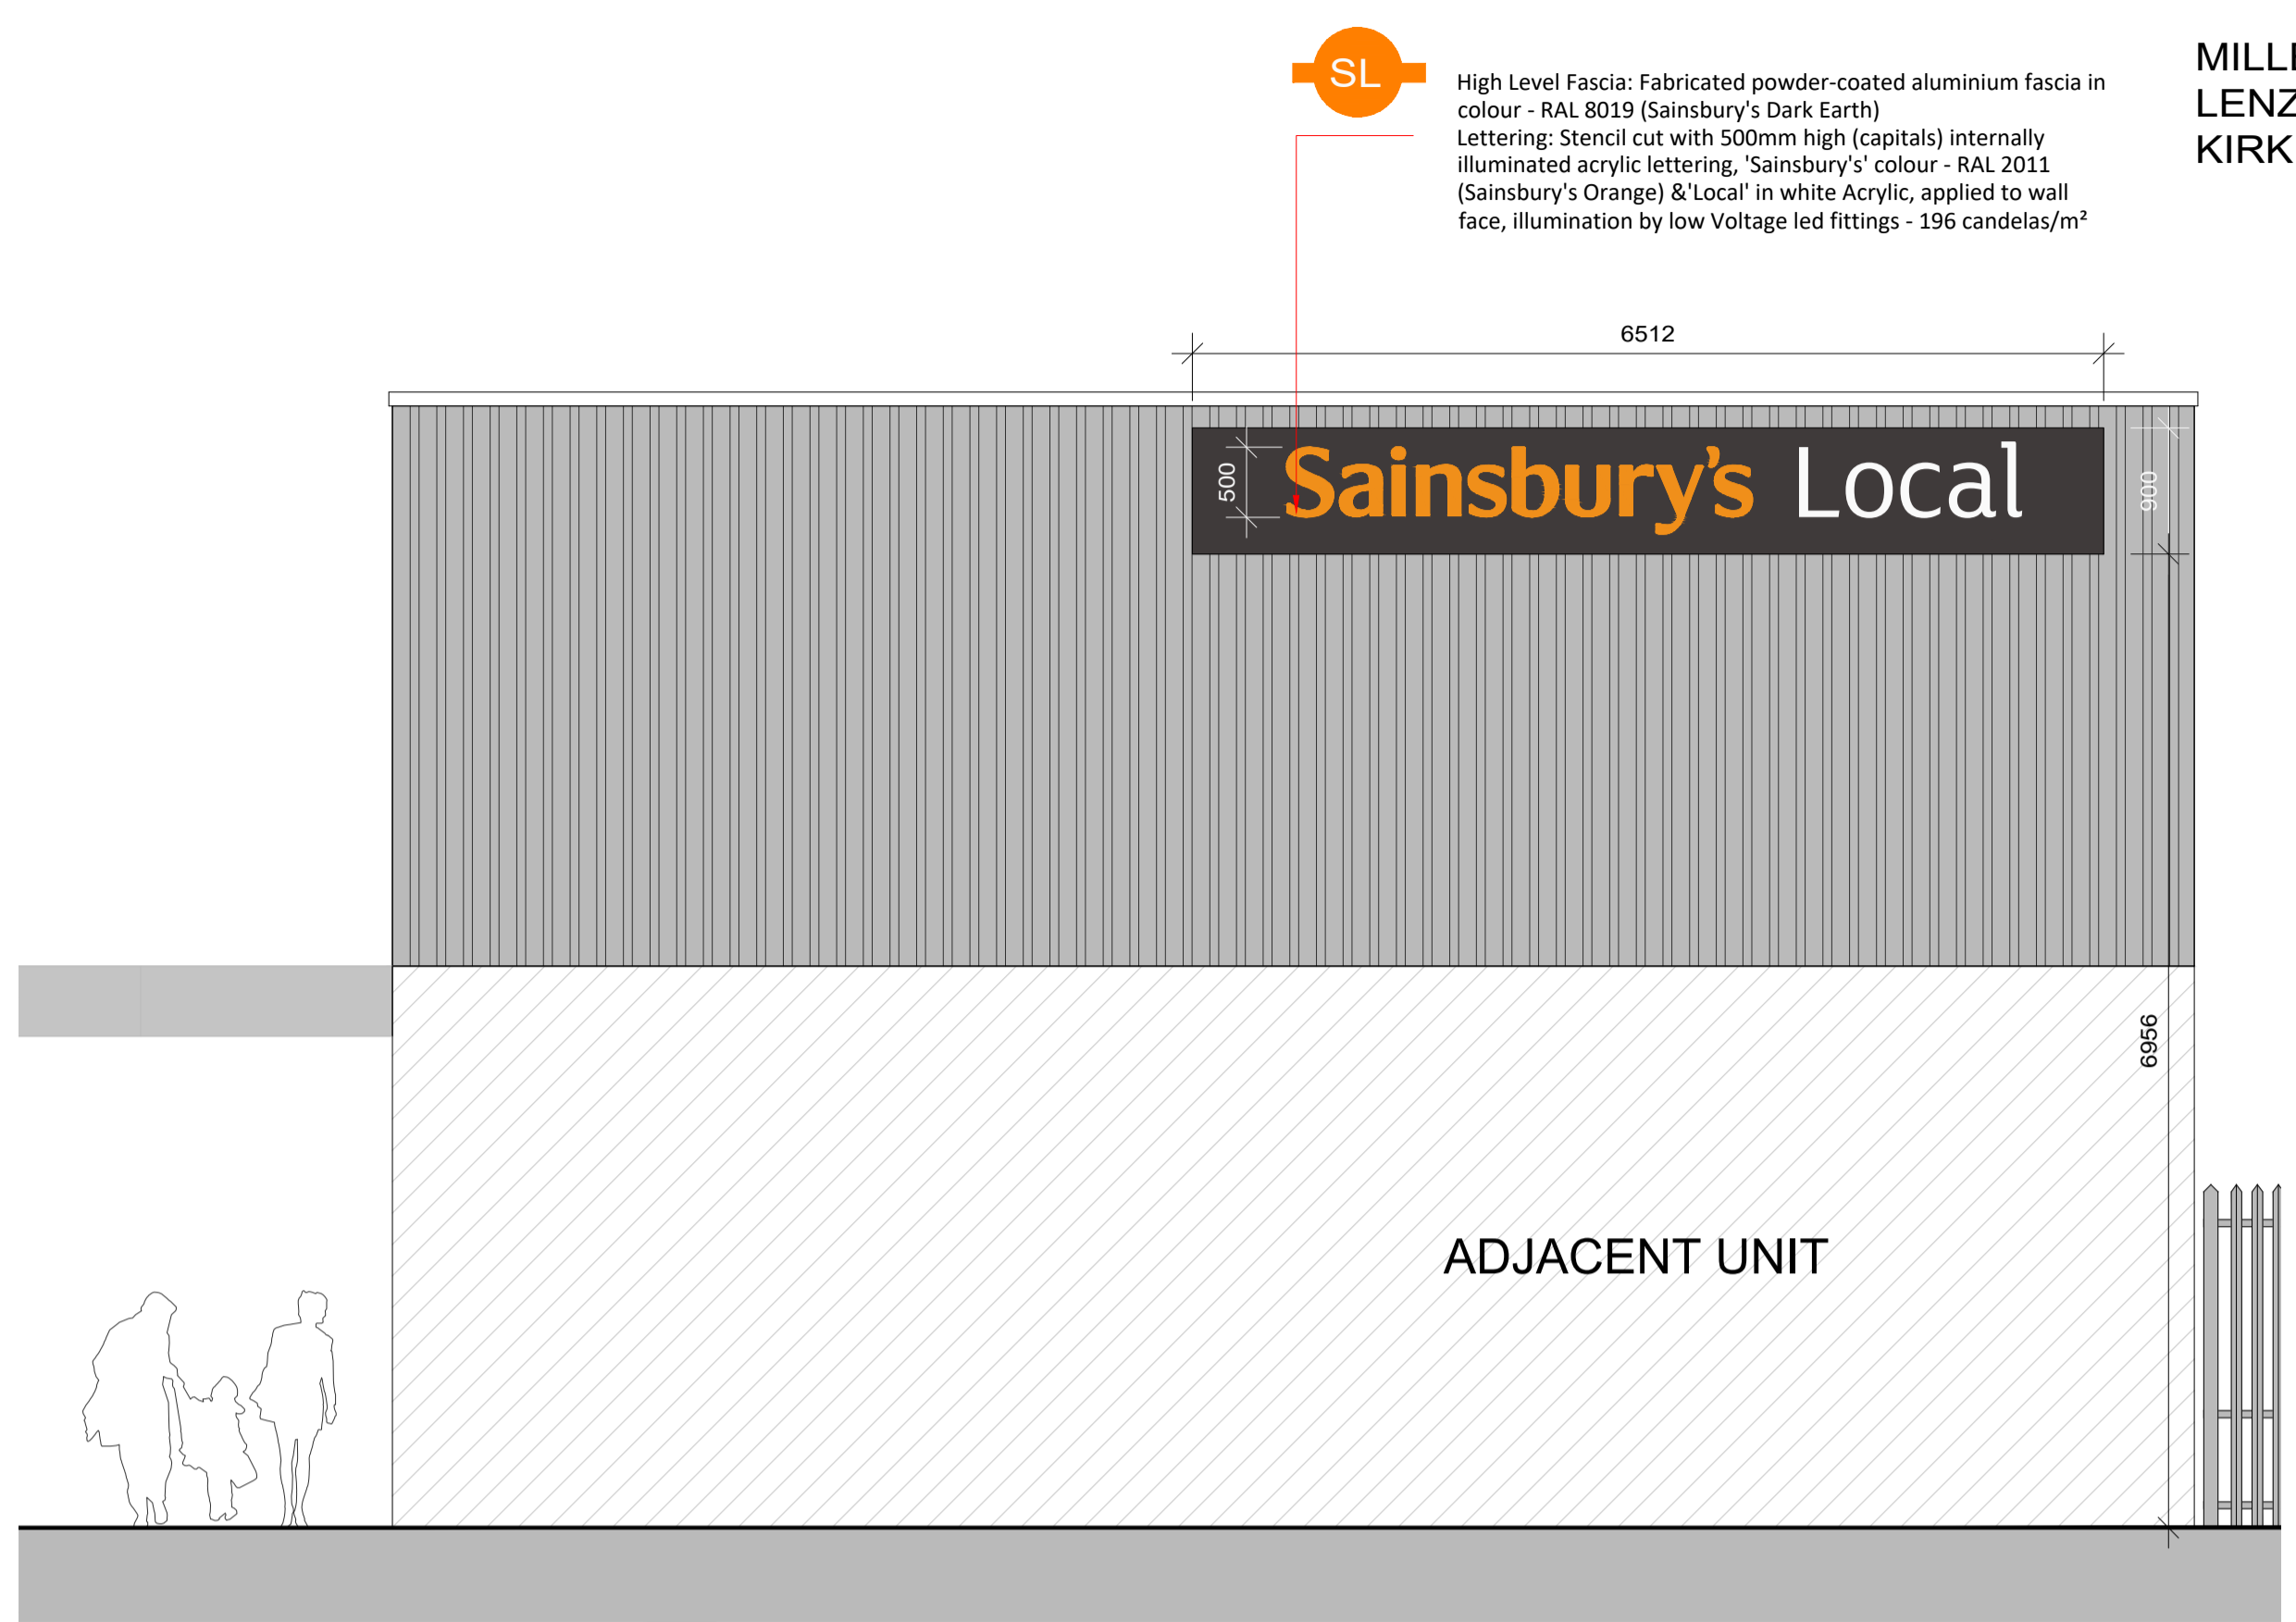 SL
High Level Fascia: Fabricated powder-coated aluminium fascia in
colour - RAL 8019 (Sainsbury's Dark Earth)
Lettering: Stencil cut with 500mm high (capitals) internally
illuminated acrylic lettering, 'Sainsbury's' colour - RAL 2011
(Sainsbury's Orange) &'Local' in white Acrylic, applied to wall
face, illumination by low Voltage led fittings - 196 candelas/m²
LENZ
KIRK
6512
500
Sainsbury's Local
900
6956
ADJACENT UNIT